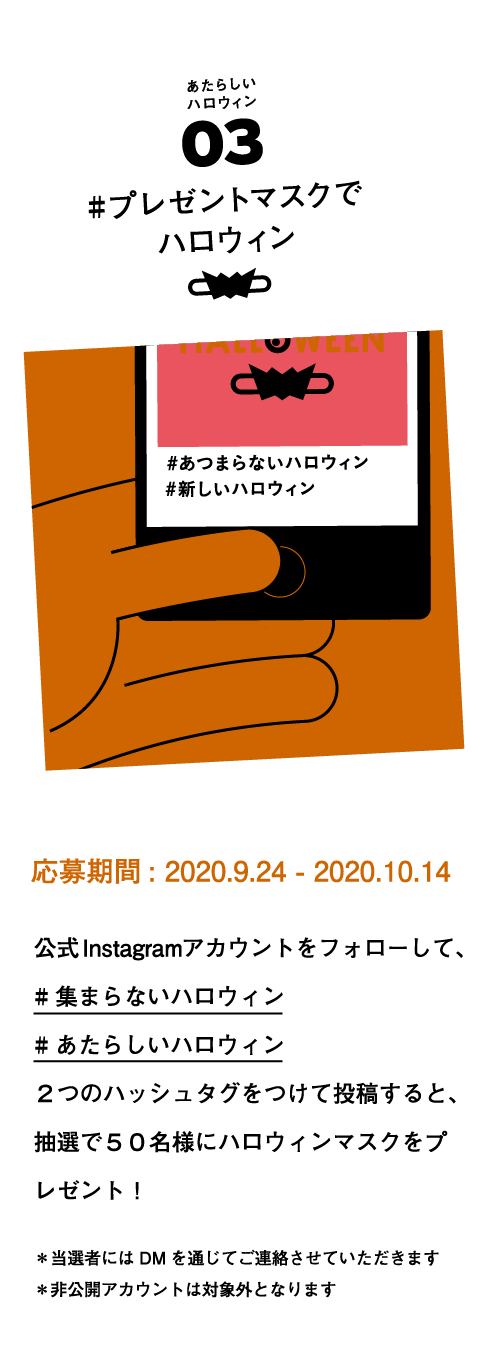 あたらしい
ハロウィン
03
#プレゼントマスクで
ハロウィン
HALLOWEEN
#あつまらないハロウィン
#新しいハロウィン
応募期間 : 2020.9.24 - 2020.10.14
公式Instagramアカウントをフォローして、
# 集まらないハロウィン
# あたらしいハロウィン
２つのハッシュタグをつけて投稿すると、
抽選で５０名様にハロウィンマスクをプ
レゼント！
＊当選者には DM を通じてご連絡させていただきます
＊非公開アカウントは対象外となります